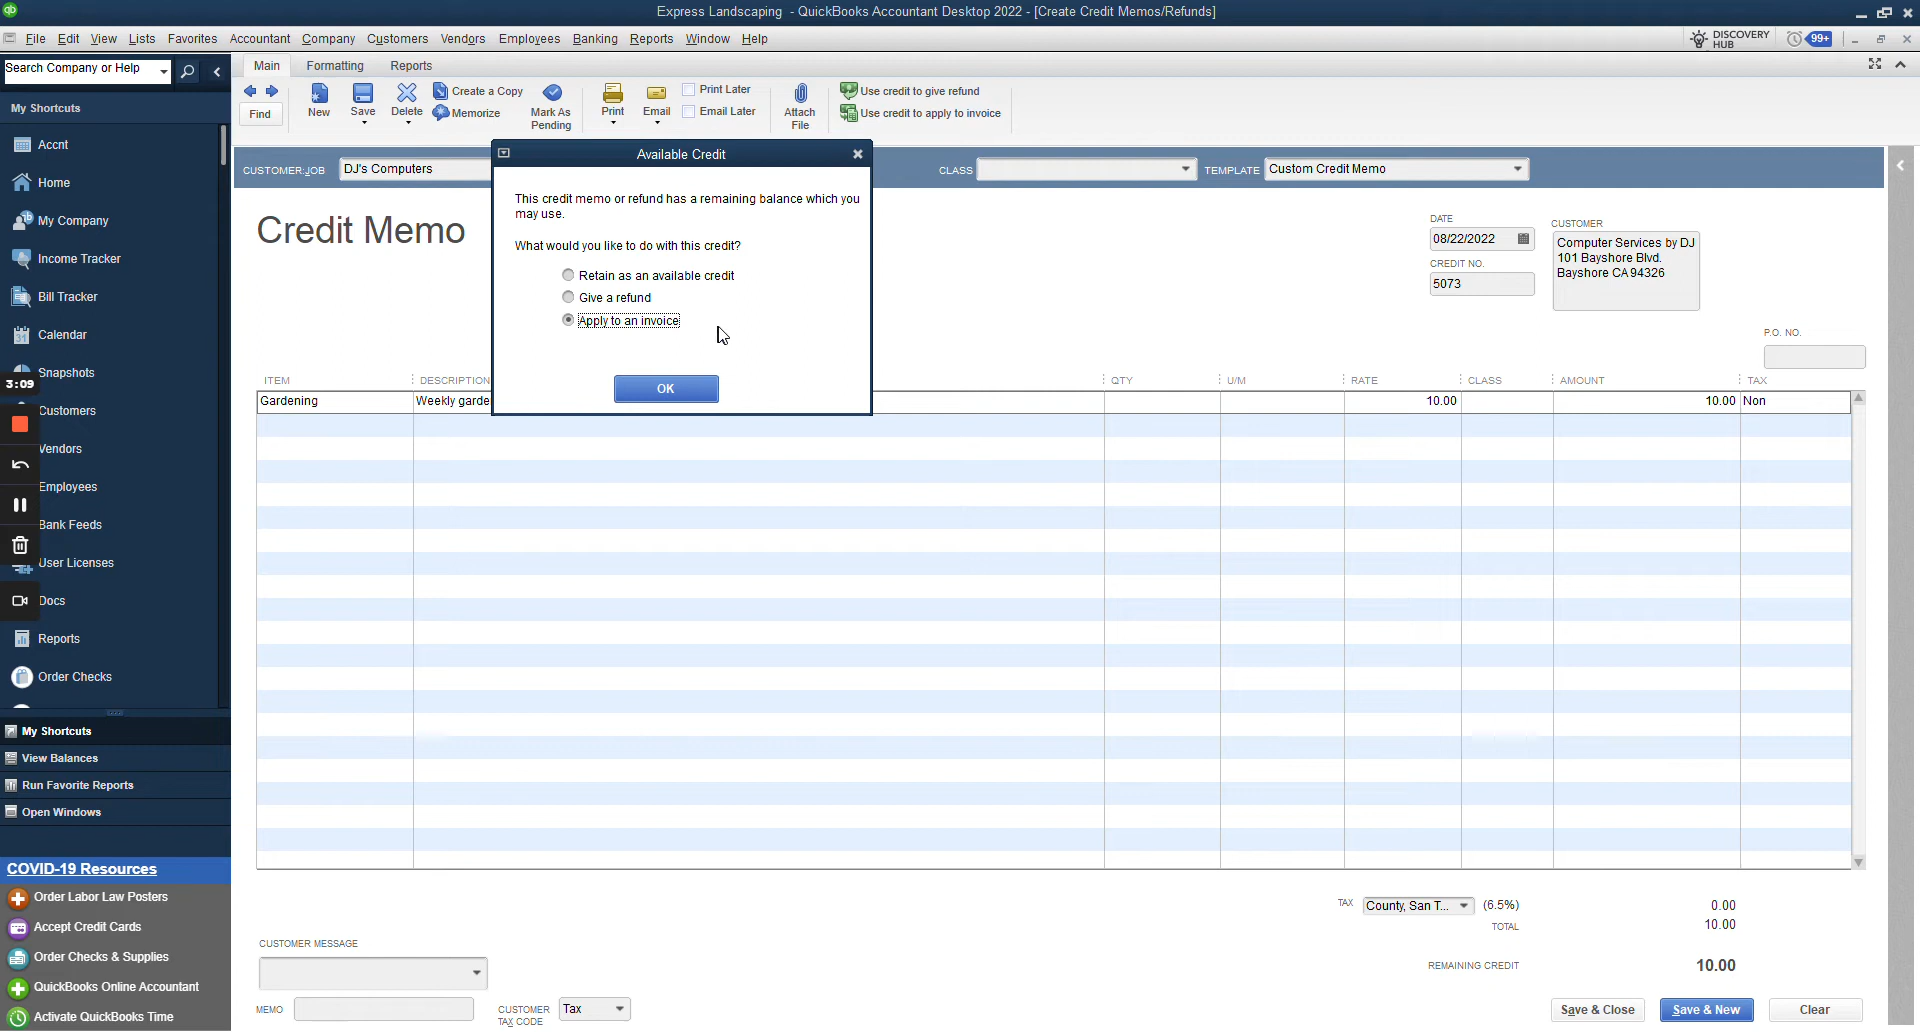 Express Landscaping  - QuickBooks Accountant Desktop 2022 - [Create Credit Memos/Refunds]
File Edit View Lists Favorites Accountant Company Customers Vendors Employees Banking Reports Window Help
DISCOVERY HUB
99+
Search Company or Help
Main Formatting Reports
Find
New
Save
Delete
Create a Copy
Memorize
Mark As Pending
Print
Email
Print Later
Email Later
Attach File
Use credit to give refund
Use credit to apply to invoice
My Shortcuts
Accnt
Home
My Company
Income Tracker
Bill Tracker
Calendar
Snapshots
3:09
Customers
Vendors
Employees
Bank Feeds
User Licenses
Docs
Reports
Order Checks
My Shortcuts
View Balances
Run Favorite Reports
Open Windows
COVID-19 Resources
Order Labor Law Posters
Accept Credit Cards
Order Checks & Supplies
QuickBooks Online Accountant
Activate QuickBooks Time
CUSTOMER:JOB DJ's Computers
CLASS
TEMPLATE Custom Credit Memo
Available Credit
This credit memo or refund has a remaining balance which you
may use.
What would you like to do with this credit?
Retain as an available credit
Give a refund
Apply to an invoice
OK
Credit Memo
DATE
08/22/2022
CREDIT NO.
5073
CUSTOMER
Computer Services by DJ
101 Bayshore Blvd.
Bayshore CA 94326
P.O. NO.
ITEM DESCRIPTION QTY U/M RATE CLASS AMOUNT TAX
Gardening Weekly garde 10.00 10.00 Non
TAX County, San T... (6.5%) 0.00
TOTAL 10.00
CUSTOMER MESSAGE
REMAINING CREDIT 10.00
MEMO
CUSTOMER TAX CODE Tax
Save & Close Save & New Clear